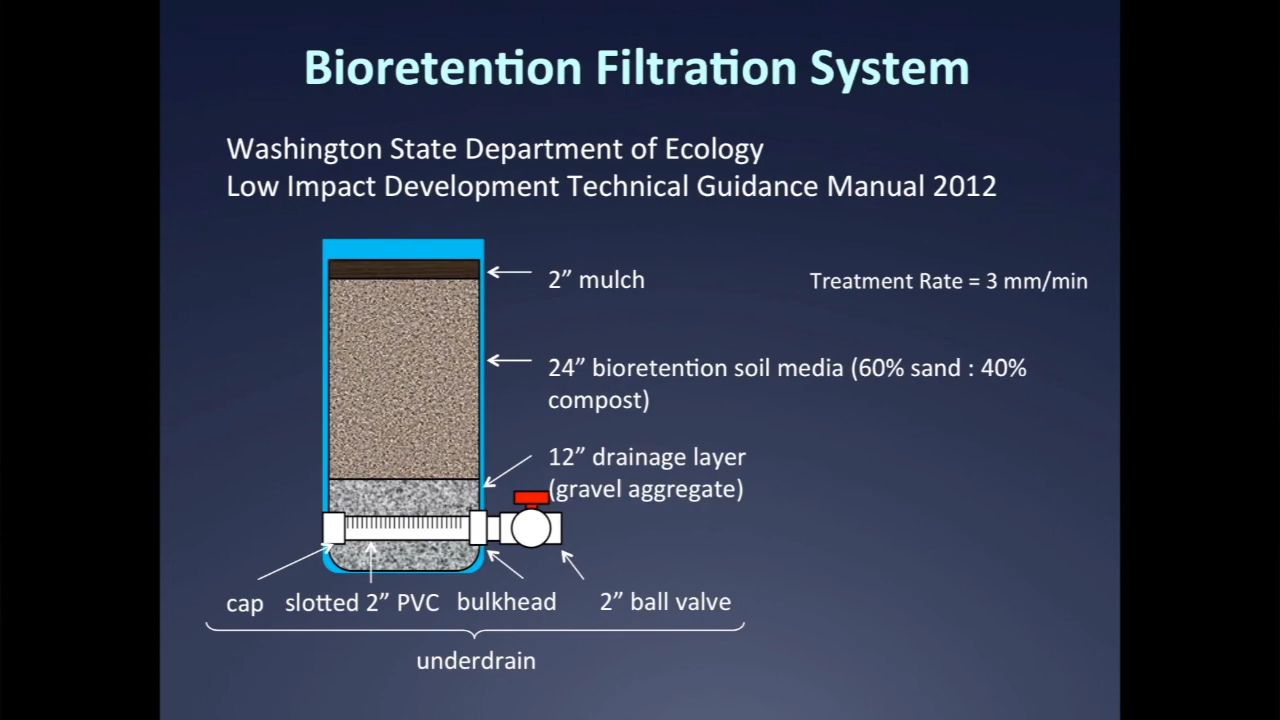 Bioretention Filtration System
Washington State Department of Ecology
Low Impact Development Technical Guidance Manual 2012
2” mulch
Treatment Rate = 3 mm/min
24” bioretention soil media (60% sand : 40%
compost)
12” drainage layer
(gravel aggregate)
cap slotted 2” PVC bulkhead 2” ball valve
underdrain